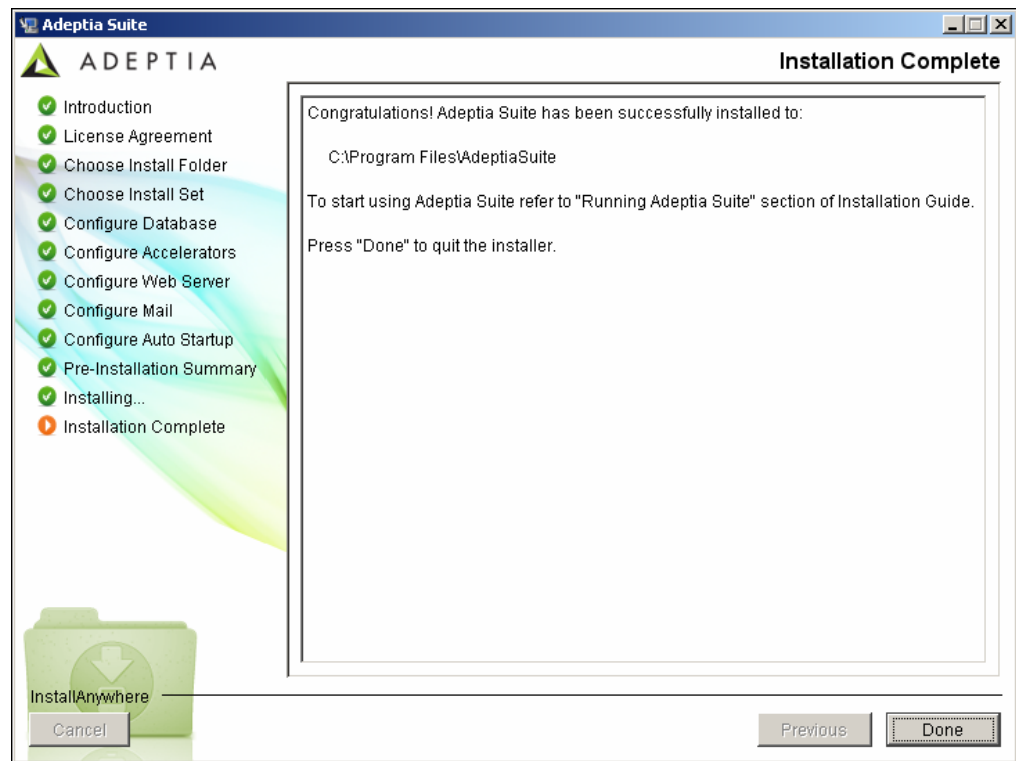 Adeptia Suite
ADEPTIA
Installation Complete
Introduction
License Agreement
Choose Install Folder
Choose Install Set
Configure Database
Configure Accelerators
Configure Web Server
Configure Mail
Configure Auto Startup
Pre-Installation Summary
Installing...
Installation Complete
Congratulations! Adeptia Suite has been successfully installed to:
C:\Program Files\AdeptiaSuite
To start using Adeptia Suite refer to "Running Adeptia Suite" section of Installation Guide.
Press "Done" to quit the installer.
InstallAnywhere
Cancel
Previous
Done